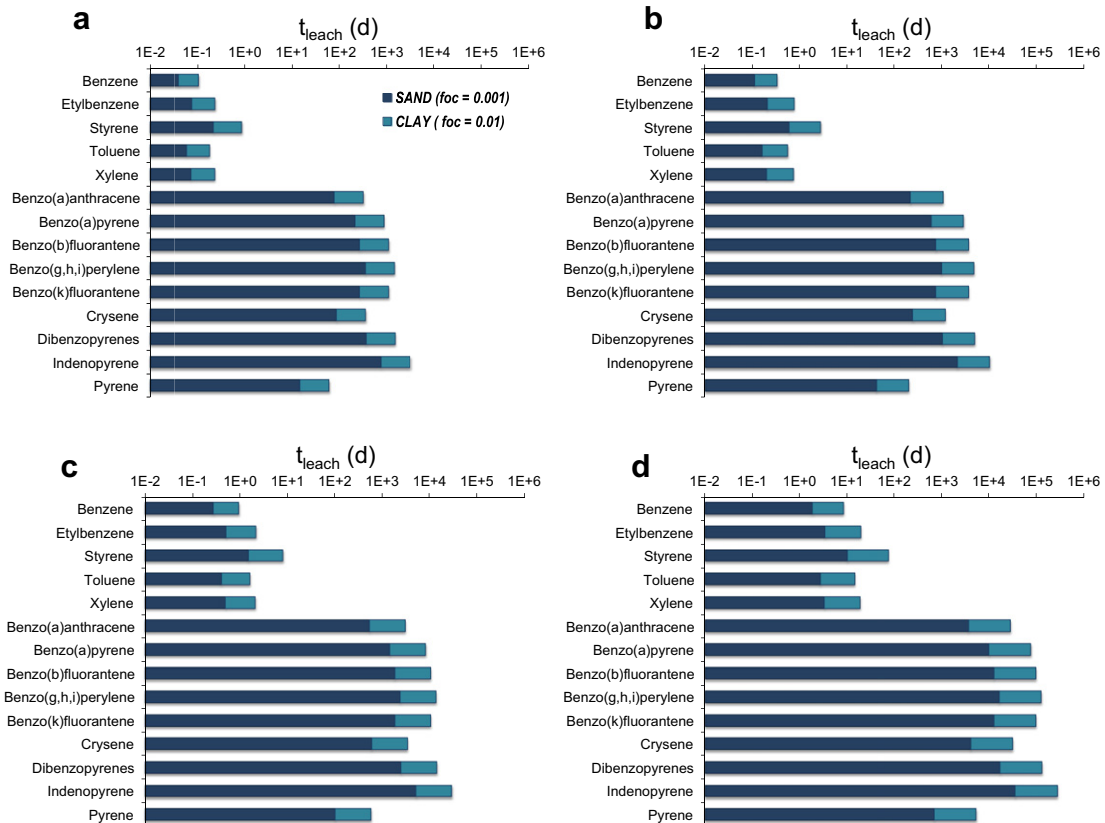 a
t_leach (d)
1E-2 1E-1 1E+0 1E+1 1E+2 1E+3 1E+4 1E+5 1E+6
Benzene
Etylbenzene
Styrene
Toluene
Xylene
Benzo(a)anthracene
Benzo(a)pyrene
Benzo(b)fluorantene
Benzo(g,h,i)perylene
Benzo(k)fluorantene
Crysene
Dibenzopyrenes
Indenopyrene
Pyrene
SAND (foc = 0.001)
CLAY ( foc = 0.01)
b
t_leach (d)
1E-2 1E-1 1E+0 1E+1 1E+2 1E+3 1E+4 1E+5 1E+6
Benzene
Etylbenzene
Styrene
Toluene
Xylene
Benzo(a)anthracene
Benzo(a)pyrene
Benzo(b)fluorantene
Benzo(g,h,i)perylene
Benzo(k)fluorantene
Crysene
Dibenzopyrenes
Indenopyrene
Pyrene
c
t_leach (d)
1E-2 1E-1 1E+0 1E+1 1E+2 1E+3 1E+4 1E+5 1E+6
Benzene
Etylbenzene
Styrene
Toluene
Xylene
Benzo(a)anthracene
Benzo(a)pyrene
Benzo(b)fluorantene
Benzo(g,h,i)perylene
Benzo(k)fluorantene
Crysene
Dibenzopyrenes
Indenopyrene
Pyrene
d
t_leach (d)
1E-2 1E-1 1E+0 1E+1 1E+2 1E+3 1E+4 1E+5 1E+6
Benzene
Etylbenzene
Styrene
Toluene
Xylene
Benzo(a)anthracene
Benzo(a)pyrene
Benzo(b)fluorantene
Benzo(g,h,i)perylene
Benzo(k)fluorantene
Crysene
Dibenzopyrenes
Indenopyrene
Pyrene